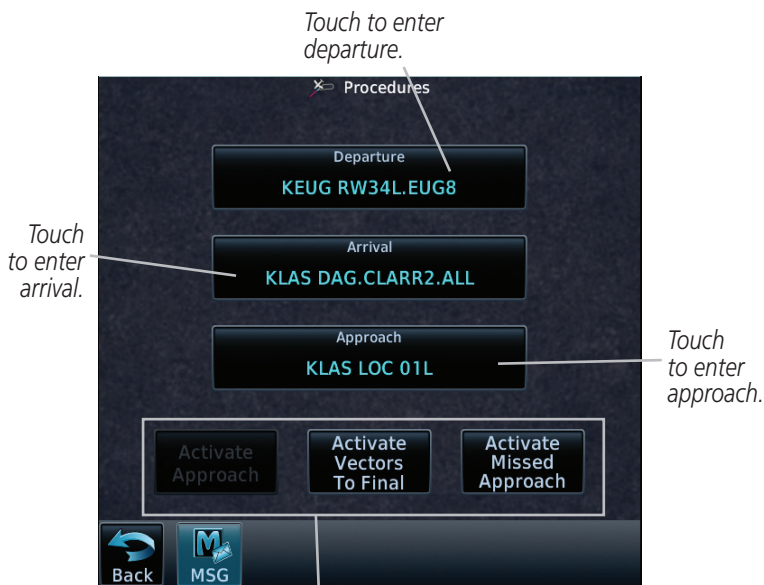 Touch to enter
departure.
Procedures
Departure
KEUG RW34L.EUG8
Touch
to enter
arrival.
Arrival
KLAS DAG.CLARR2.ALL
Approach
KLAS LOC 01L
Touch
to enter
approach.
Activate
Approach
Activate
Vectors
To Final
Activate
Missed
Approach
Back
MSG